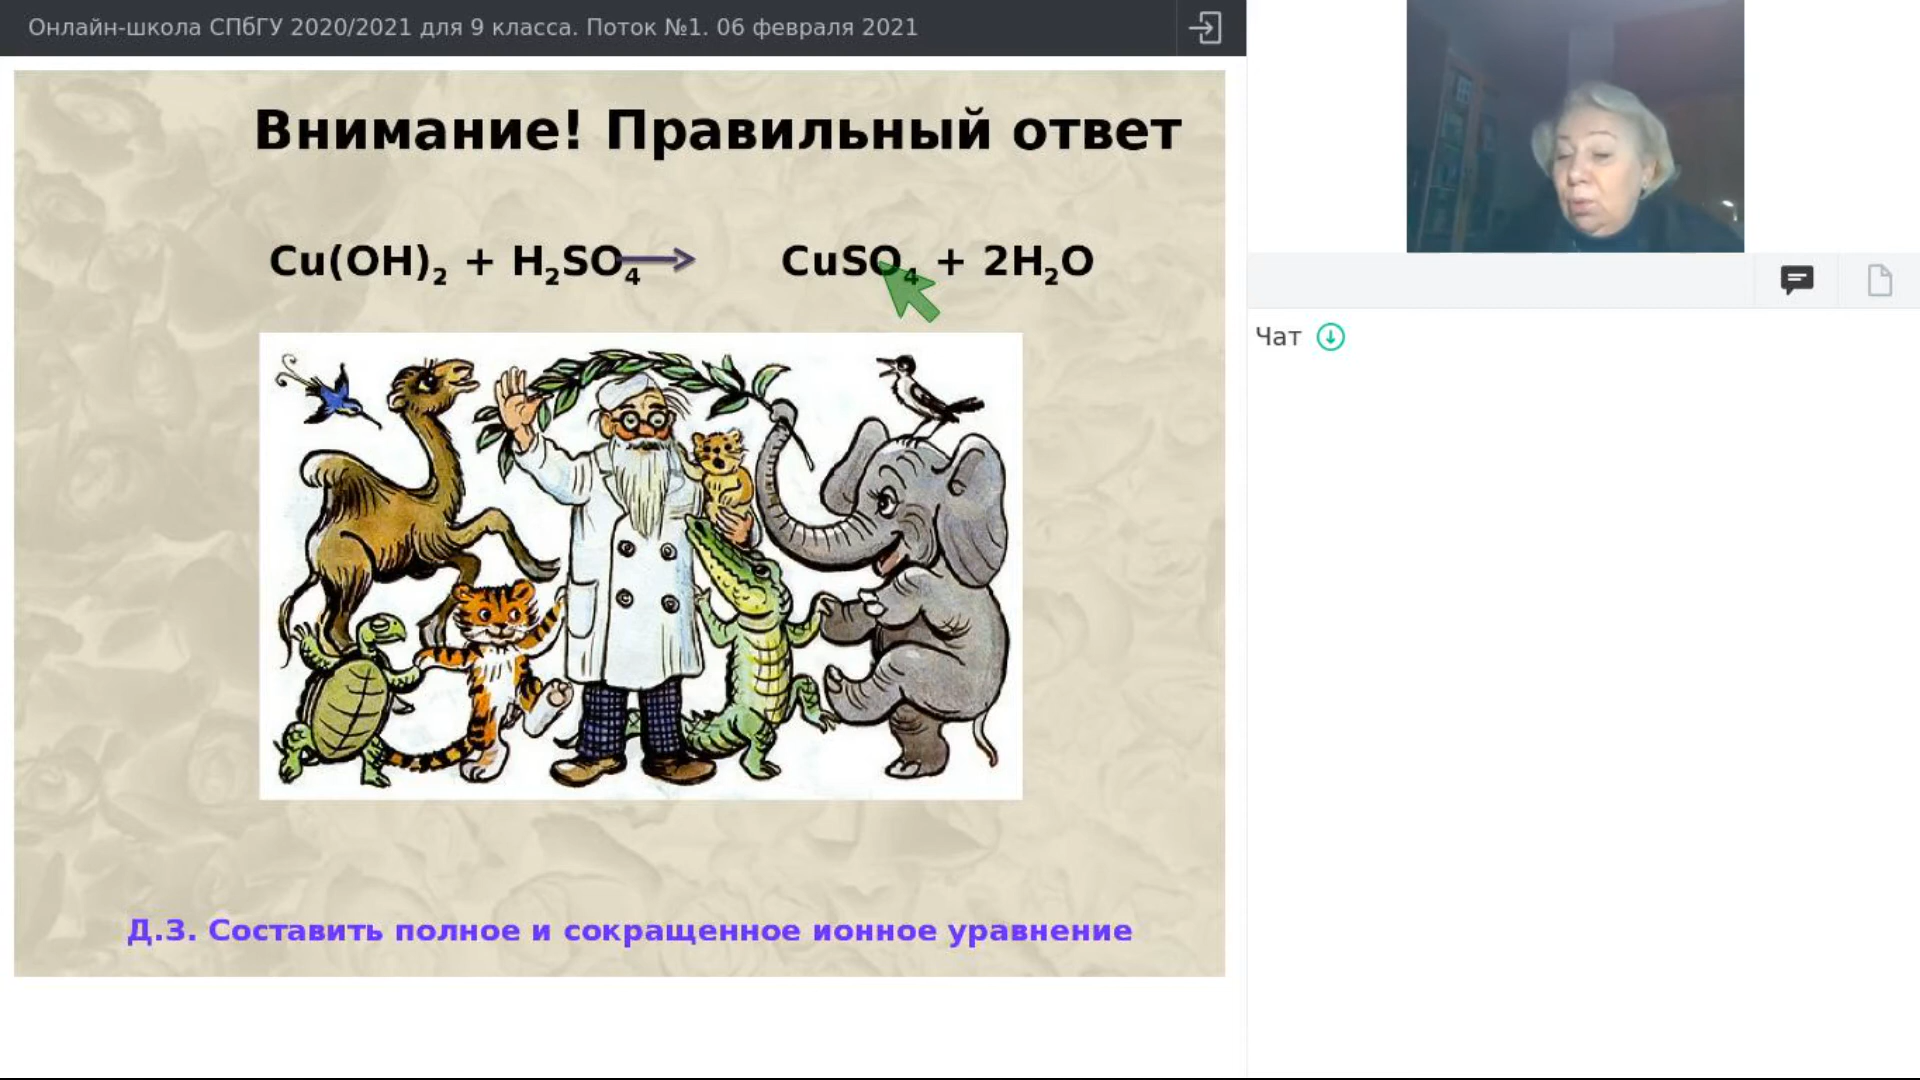 Онлайн-школа СПбГУ 2020/2021 для 9 класса. Поток №1. 06 февраля 2021
Внимание! Правильный ответ
Cu(OH)₂ + H₂SO₄ → CuSO₄ + 2H₂O
Чат
Д.З. Составить полное и сокращенное ионное уравнение